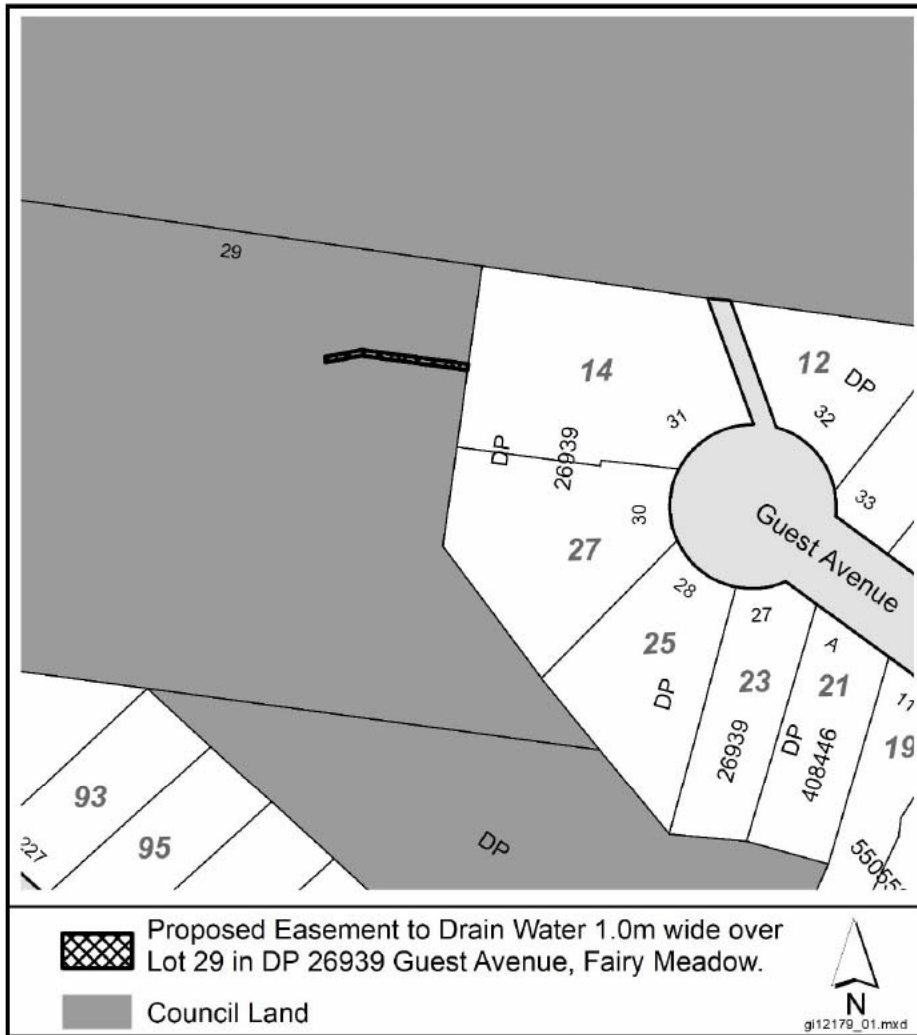 29
14
12
DP
31
32
DP
26939
33
30
Guest Avenue
27
28
27
A
25
23
21
11
DP
26939
DP
408446
19
93
95
DP
227
Proposed Easement to Drain Water 1.0m wide over
Lot 29 in DP 26939 Guest Avenue, Fairy Meadow.
Council Land
N
gi12179_01.mxd